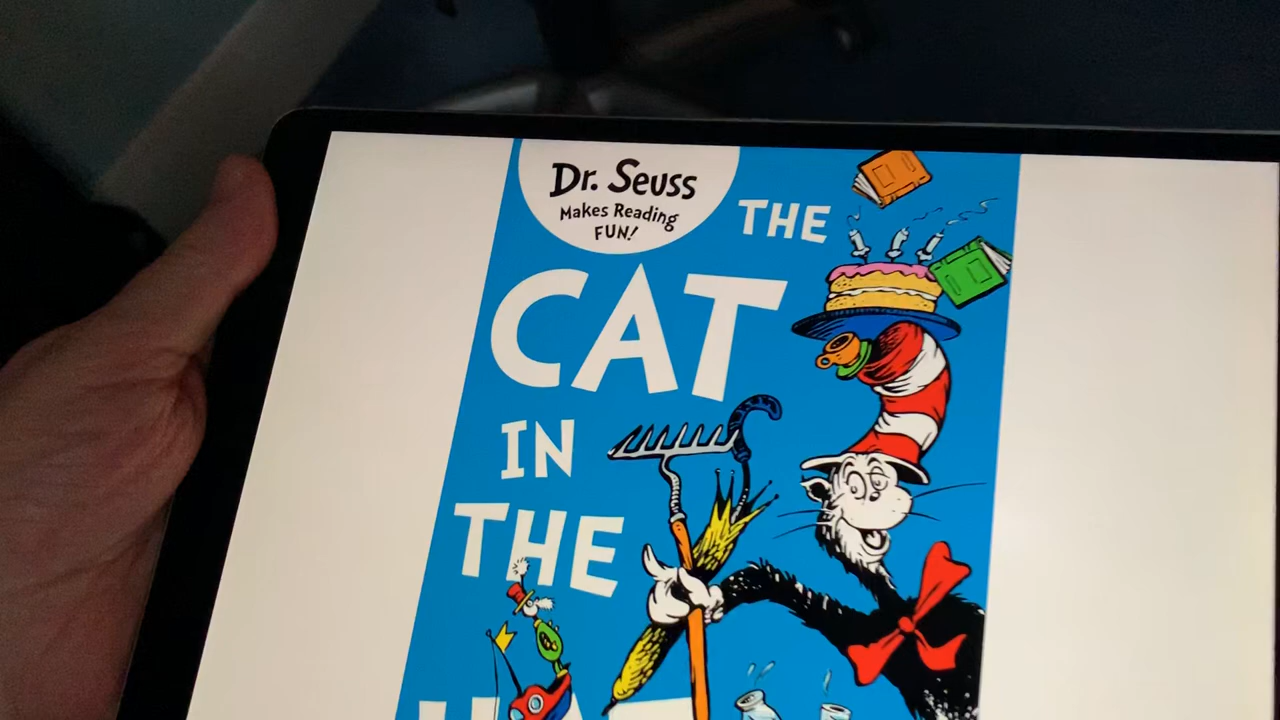 Dr. Seuss
Makes Reading
FUN!
THE
CAT
IN
THE